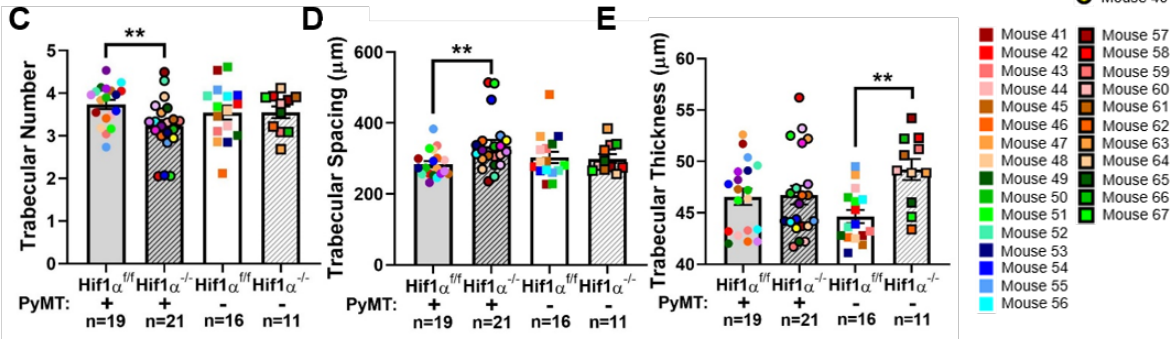 C
Trabecular Number
5
4
3
2
1
0
**
Hif1α f/f Hif1α -/- Hif1α f/f Hif1α -/-
PyMT: + + - -
n=19 n=21 n=16 n=11
D
Trabecular Spacing (µm)
600
400
200
0
**
Hif1α f/f Hif1α -/- Hif1α f/f Hif1α -/-
PyMT: + + - -
n=19 n=21 n=16 n=11
E
Trabecular Thickness (µm)
60
55
50
45
40
**
Hif1α f/f Hif1α -/- Hif1α f/f Hif1α -/-
PyMT: + + - -
n=19 n=21 n=16 n=11
Mouse 41
Mouse 42
Mouse 43
Mouse 44
Mouse 45
Mouse 46
Mouse 47
Mouse 48
Mouse 49
Mouse 50
Mouse 51
Mouse 52
Mouse 53
Mouse 54
Mouse 55
Mouse 56
Mouse 57
Mouse 58
Mouse 59
Mouse 60
Mouse 61
Mouse 62
Mouse 63
Mouse 64
Mouse 65
Mouse 66
Mouse 67